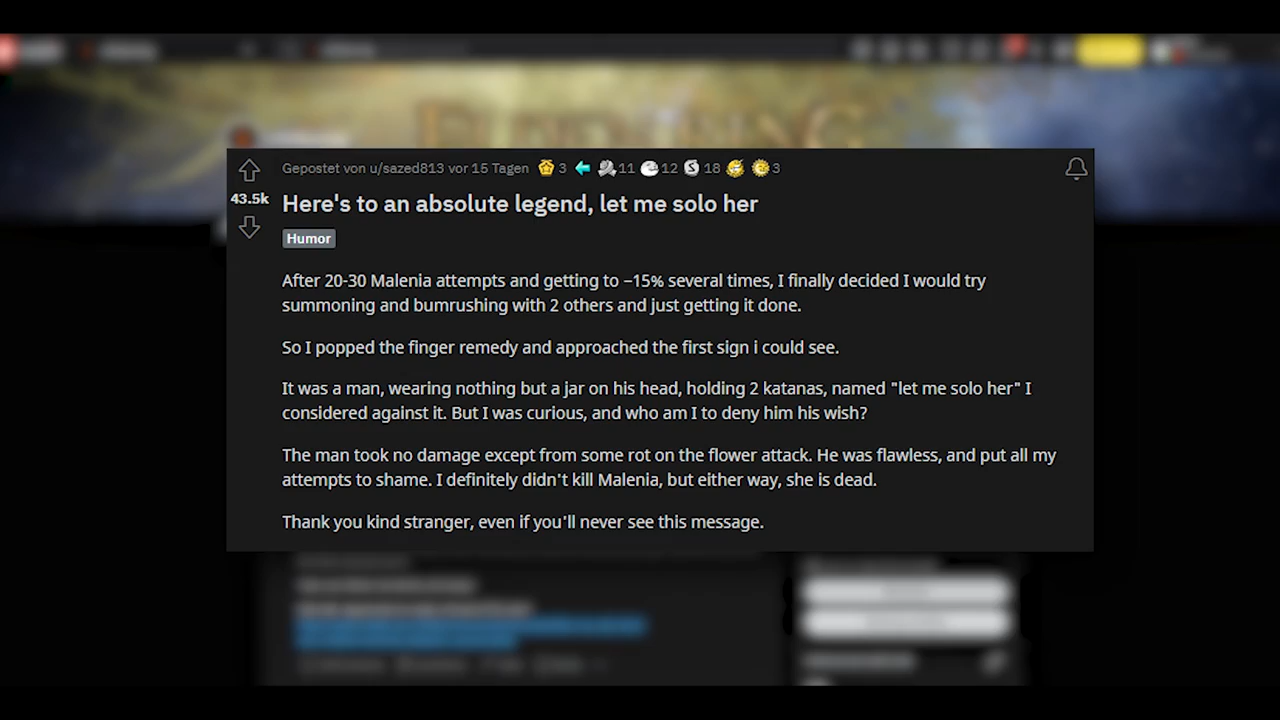 ELDEN RING
Gepostet von u/sazed813 vor 15 Tagen 3 11 12 18 3
43.5k
Here's to an absolute legend, let me solo her
Humor
After 20-30 Malenia attempts and getting to ~15% several times, I finally decided I would try
summoning and bumrushing with 2 others and just getting it done.
So I popped the finger remedy and approached the first sign i could see.
It was a man, wearing nothing but a jar on his head, holding 2 katanas, named "let me solo her" I
considered against it. But I was curious, and who am I to deny him his wish?
The man took no damage except from some rot on the flower attack. He was flawless, and put all my
attempts to shame. I definitely didn't kill Malenia, but either way, she is dead.
Thank you kind stranger, even if you'll never see this message.